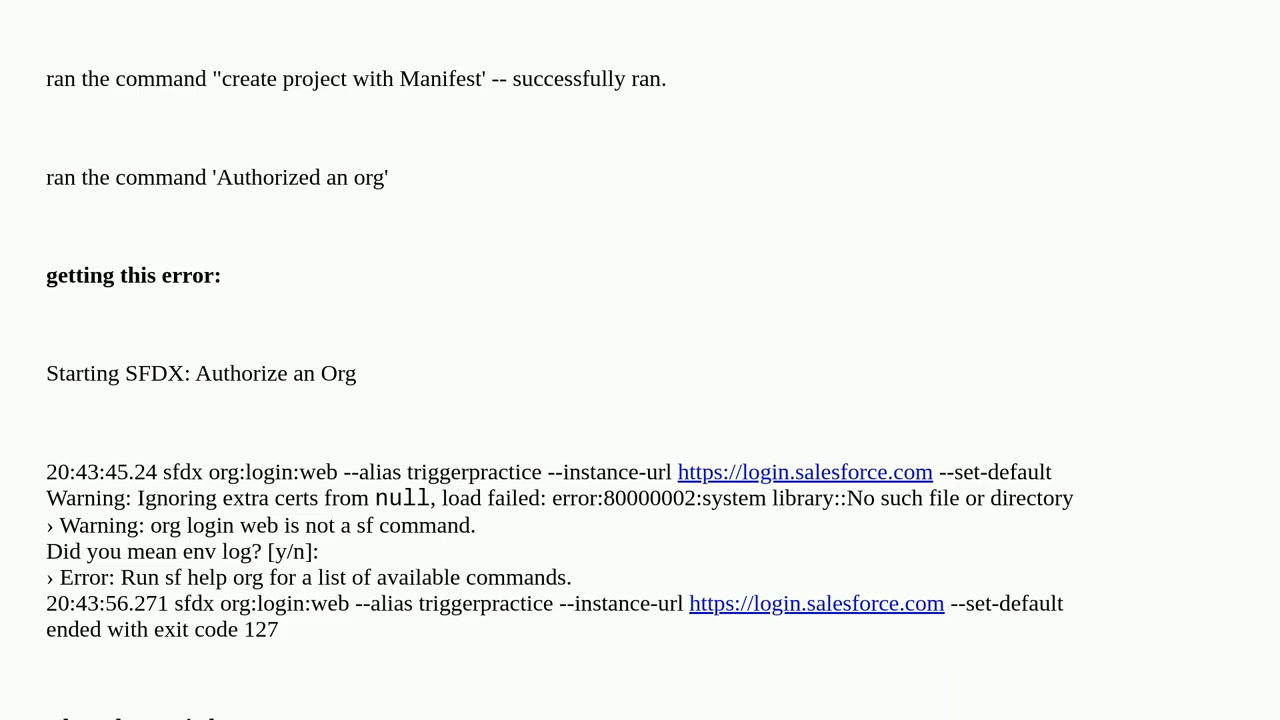 ran the command "create project with Manifest' -- successfully ran.
ran the command 'Authorized an org'
getting this error:
Starting SFDX: Authorize an Org
20:43:45.24 sfdx org:login:web --alias triggerpractice --instance-url https://login.salesforce.com --set-default
Warning: Ignoring extra certs from null, load failed: error:80000002:system library::No such file or directory
› Warning: org login web is not a sf command.
Did you mean env log? [y/n]:
› Error: Run sf help org for a list of available commands.
20:43:56.271 sfdx org:login:web --alias triggerpractice --instance-url https://login.salesforce.com --set-default
ended with exit code 127